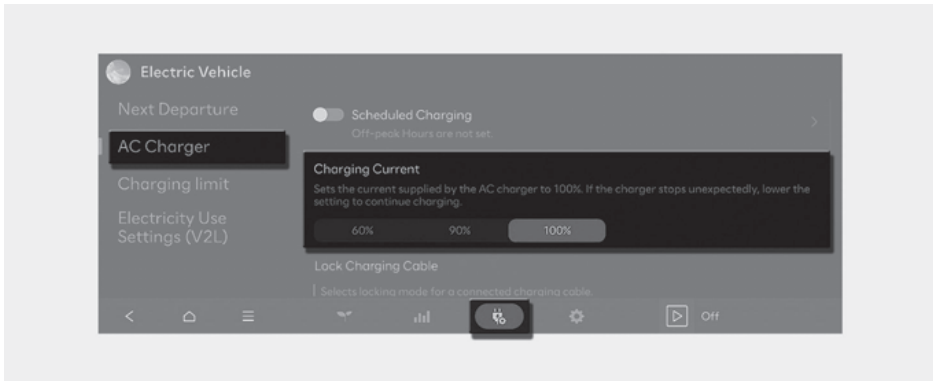 Electric Vehicle
Next Departure
AC Charger
Charging limit
Electricity Use
Settings (V2L)
Scheduled Charging
Off-peak Hours are not set.
Charging Current
Sets the current supplied by the AC charger to 100%. If the charger stops unexpectedly, lower the
setting to continue charging.
60% 90% 100%
Lock Charging Cable
Selects locking mode for a connected charging cable.
Off